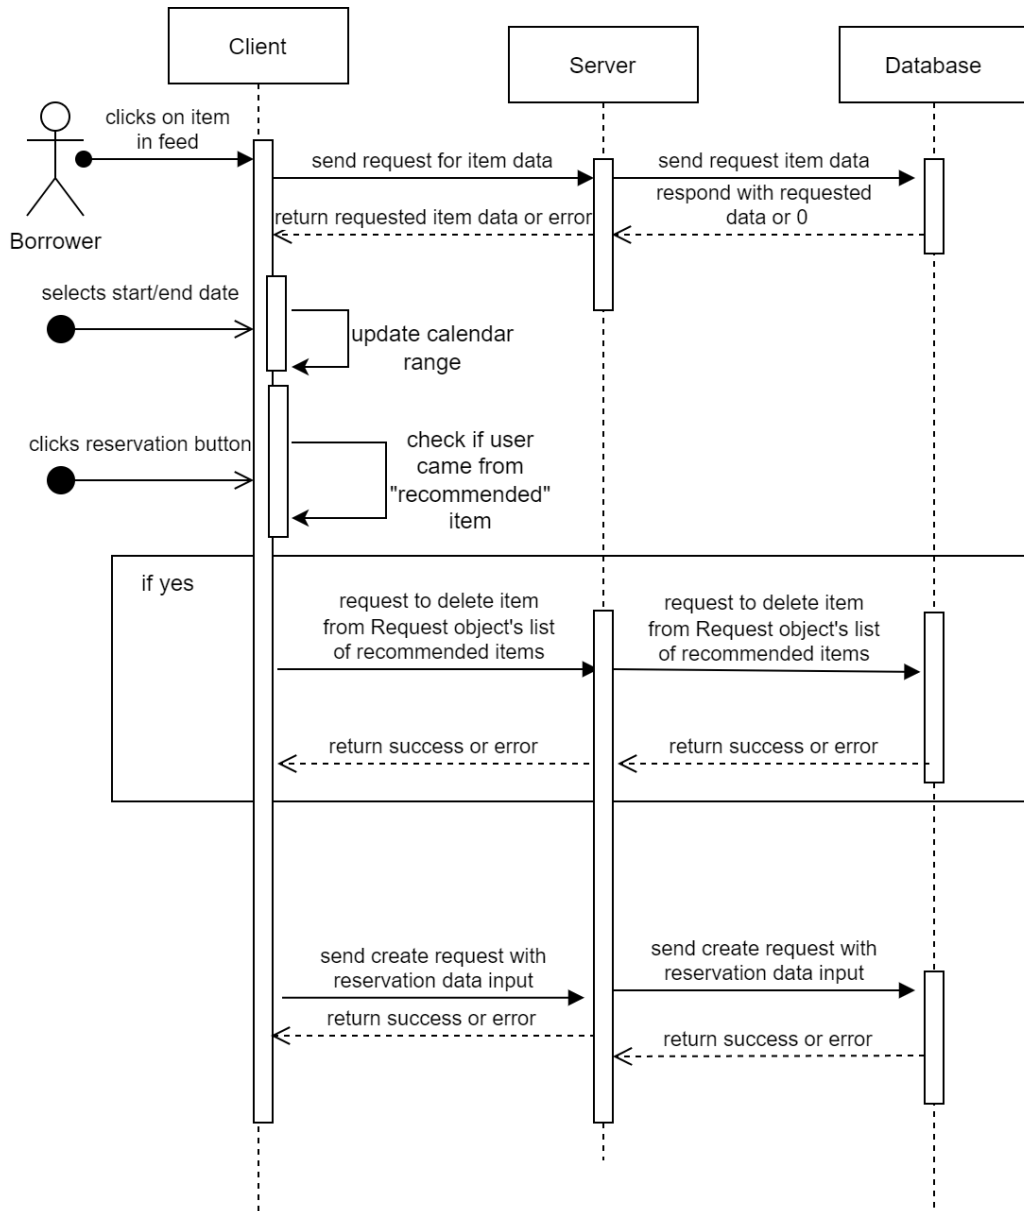 Client
Server
Database
clicks on item
in feed
Borrower
send request for item data
send request item data
respond with requested
data or 0
return requested item data or error
selects start/end date
update calendar
range
clicks reservation button
check if user
came from
"recommended"
item
if yes
request to delete item
from Request object's list
of recommended items
request to delete item
from Request object's list
of recommended items
return success or error
return success or error
send create request with
reservation data input
send create request with
reservation data input
return success or error
return success or error